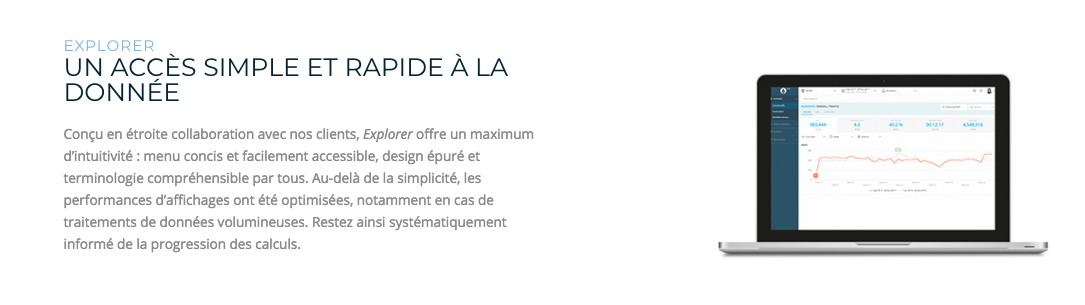 EXPLORER
UN ACCÈS SIMPLE ET RAPIDE À LA
DONNÉE
Conçu en étroite collaboration avec nos clients, Explorer offre un maximum
d’intuitivité : menu concis et facilement accessible, design épuré et
terminologie compréhensible par tous. Au-delà de la simplicité, les
performances d’affichages ont été optimisées, notamment en cas de
traitements de données volumineuses. Restez ainsi systématiquement
informé de la progression des calculs.